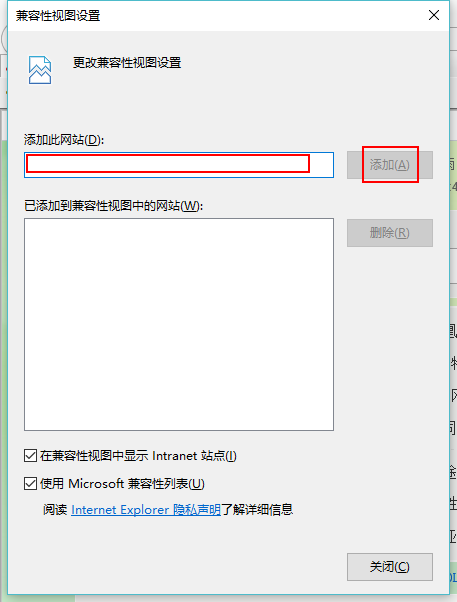 兼容性视图设置
更改兼容性视图设置
添加此网站(D):
添加(A)
已添加到兼容性视图中的网站(W):
删除(R)
在兼容性视图中显示 Intranet 站点(I)
使用 Microsoft 兼容性列表(U)
阅读 Internet Explorer 隐私声明了解详细信息
关闭(C)